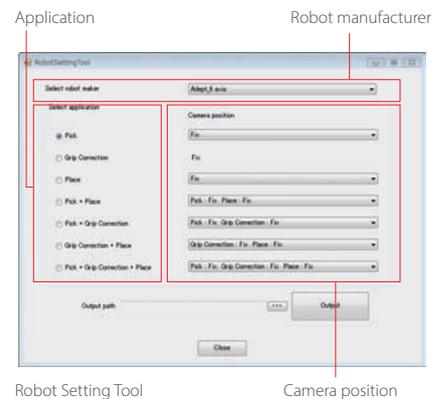 Application
Robot manufacturer
RobotSettingTool
Select robot maker
Adept_6 axis
Select application
Camera position
Pick
Fix
Grip Correction
Fix
Place
Fix
Pick + Place
Pick : Fix Place : Fix
Pick + Grip Correction
Pick : Fix Grip Correction : Fix
Grip Correction + Place
Grip Correction : Fix Place : Fix
Pick + Grip Correction + Place
Pick : Fix Grip Correction : Fix Place : Fix
Output path
...
Output
Close
Robot Setting Tool
Camera position